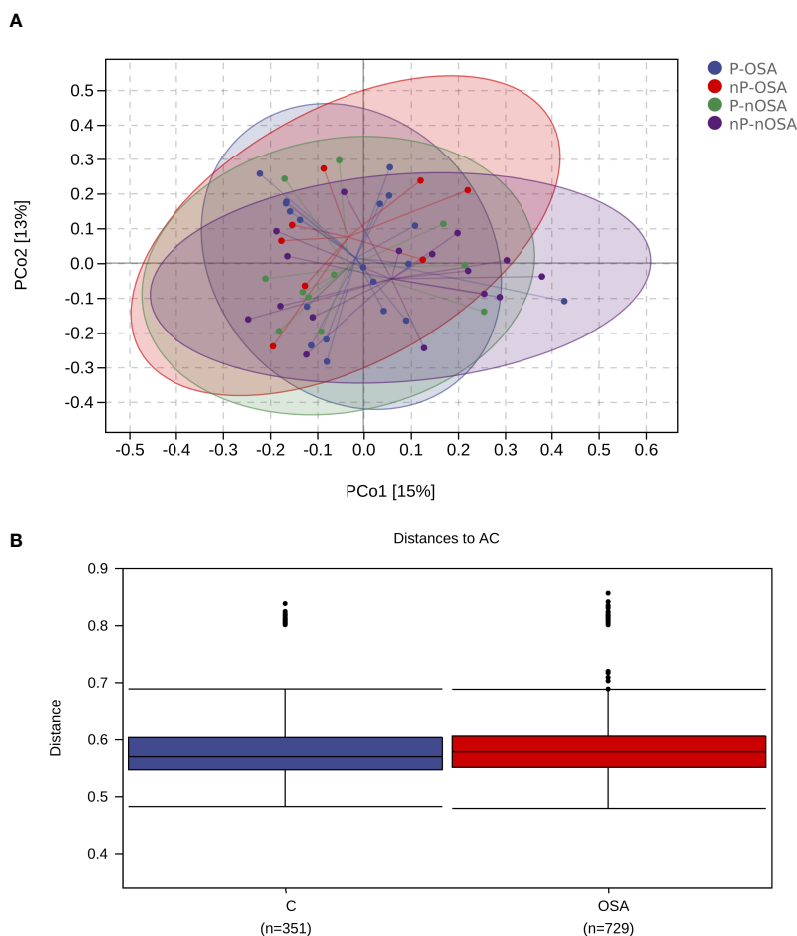 A
P-OSA
nP-OSA
P-nOSA
nP-nOSA
0.5
0.4
0.3
0.2
0.1
0.0
-0.1
-0.2
-0.3
-0.4
PCo2 [13%]
-0.5 -0.4 -0.3 -0.2 -0.1 0.0 0.1 0.2 0.3 0.4 0.5 0.6
PCo1 [15%]
B
Distances to AC
0.9
0.8
0.7
0.6
0.5
0.4
Distance
C OSA
(n=351) (n=729)